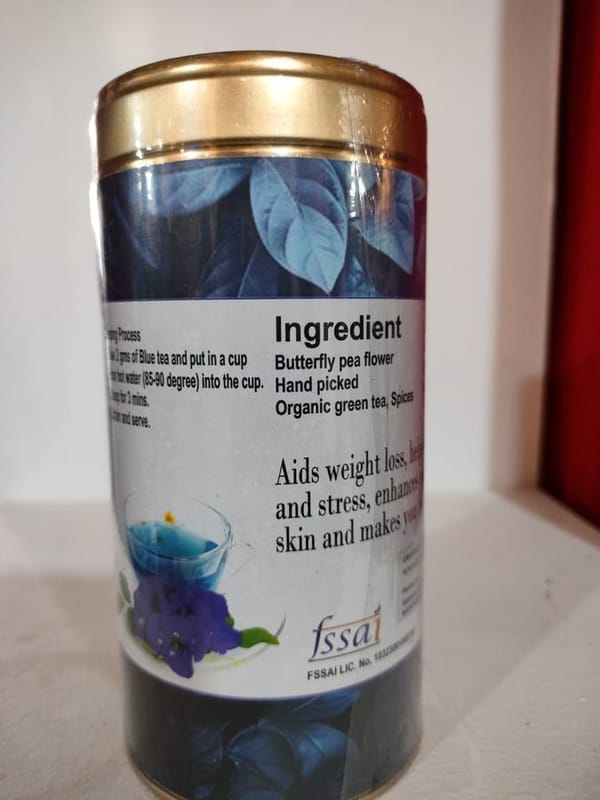 Process
gms of Blue tea and put in a cup
hot water (85-90 degree) into the cup.
for 3 mins.
and serve.
Ingredient
Butterfly pea flower
Hand picked
Organic green tea, Spices
Aids weight loss,
and stress, enhances
skin and makes you
fssai
FSSAI LIC. No.